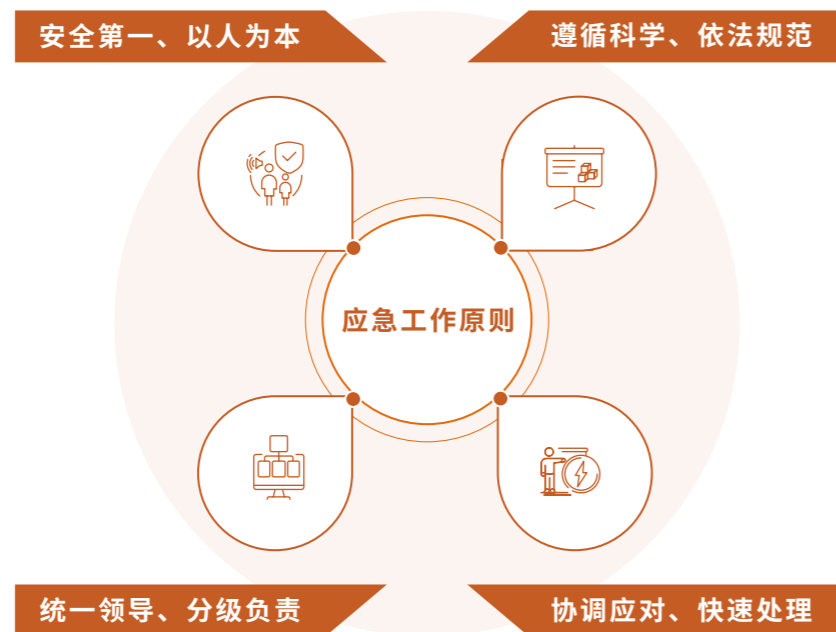 安全第一、以人为本
遵循科学、依法规范
应急工作原则
统一领导、分级负责
协调应对、快速处理